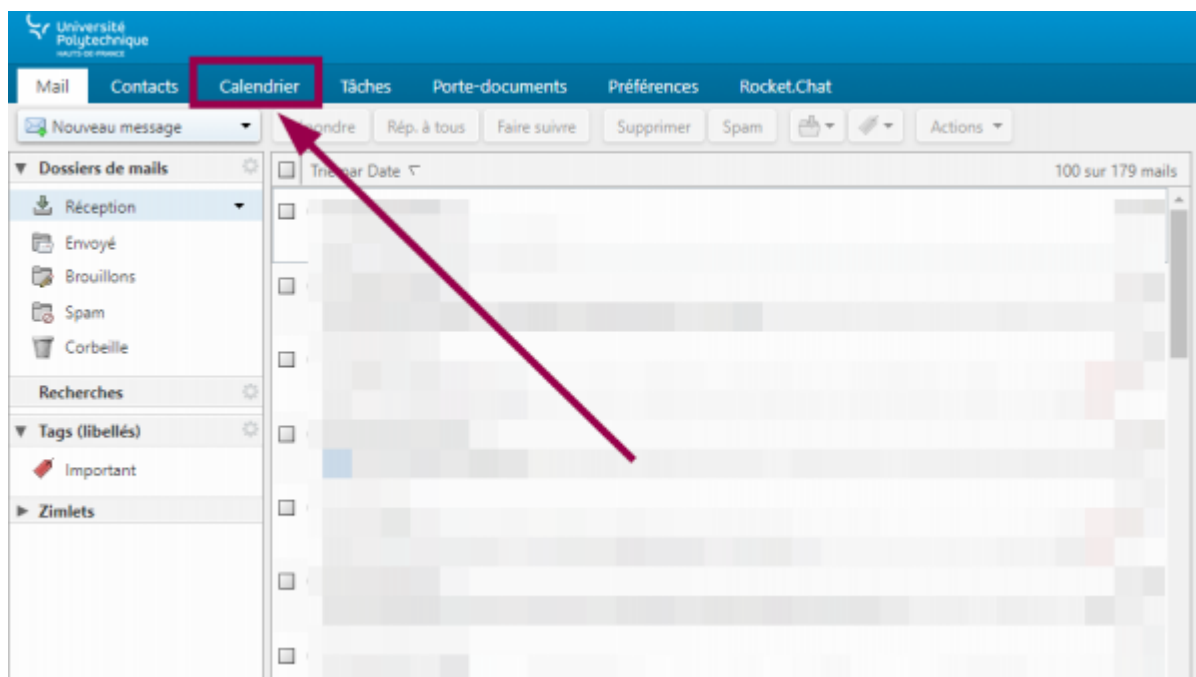 Université
Polytechnique
HAUTS-DE-FRANCE
Mail Contacts Calendrier Tâches Porte-documents Préférences Rocket.Chat
Nouveau message Rép. à tous Faire suivre Supprimer Spam Actions
Dossiers de mails
Date 100 sur 179 mails
Réception
Envoyé
Brouillons
Spam
Corbeille
Recherches
Tags (libellés)
Important
Zimlets